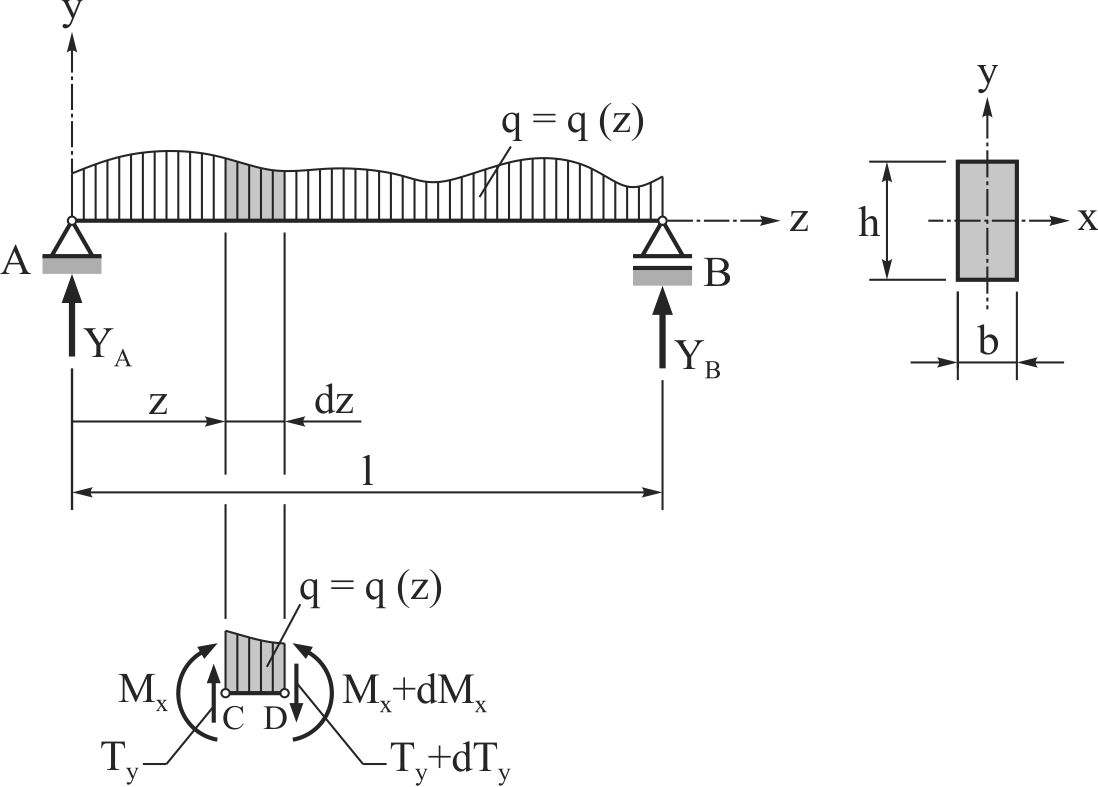 y
q = q (z)
z
A
B
Y_A
Y_B
z
dz
l
y
h
x
b
q = q (z)
M_x
C
D
M_x+dM_x
T_y
T_y+dT_y